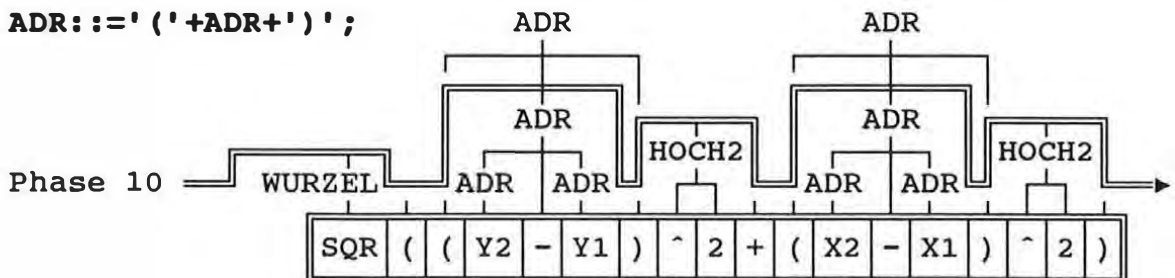 ADR::='('+ADR+')';
ADR ADR
ADR ADR
HOCH2 HOCH2
Phase 10 WURZEL ADR ADR ADR ADR
SQR ( ( Y2 - Y1 ) ^ 2 + ( X2 - X1 ) ^ 2 )